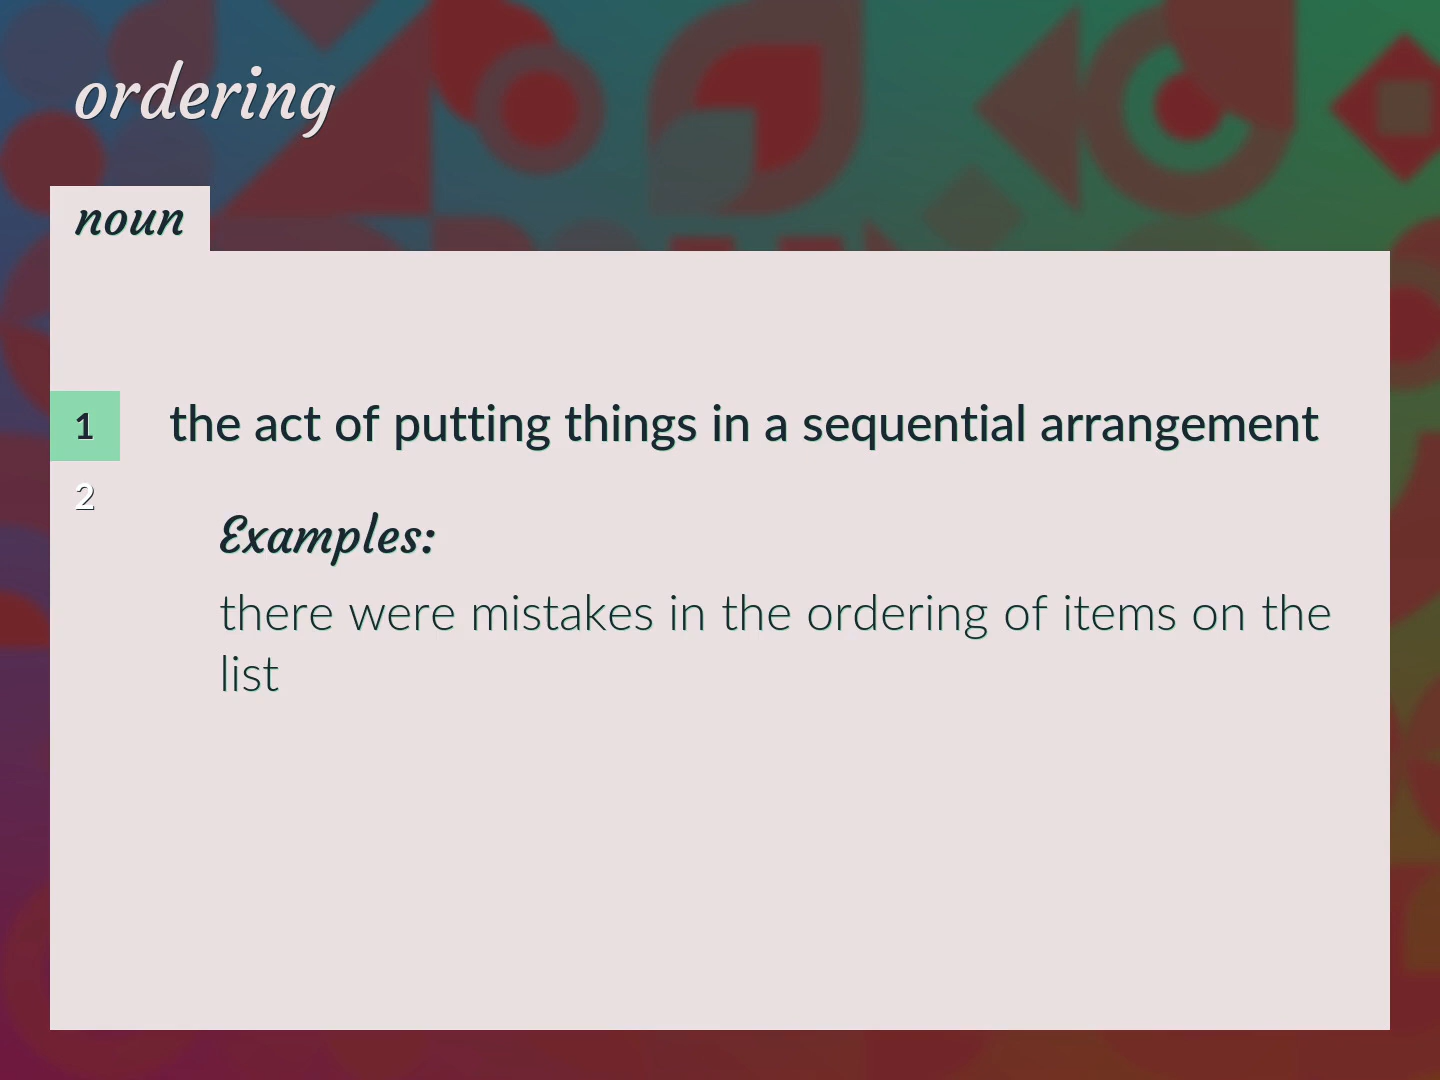 ordering
noun
1
the act of putting things in a sequential arrangement
2
Examples:
there were mistakes in the ordering of items on the
list